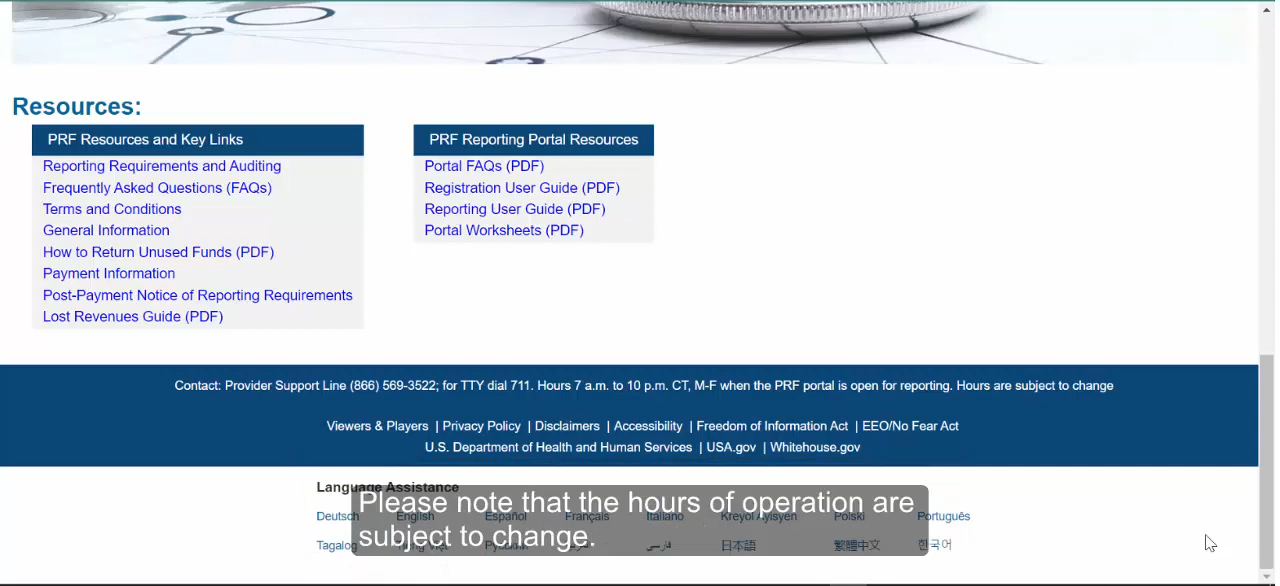 Resources:
PRF Resources and Key Links
Reporting Requirements and Auditing
Frequently Asked Questions (FAQs)
Terms and Conditions
General Information
How to Return Unused Funds (PDF)
Payment Information
Post-Payment Notice of Reporting Requirements
Lost Revenues Guide (PDF)
PRF Reporting Portal Resources
Portal FAQs (PDF)
Registration User Guide (PDF)
Reporting User Guide (PDF)
Portal Worksheets (PDF)
Contact: Provider Support Line (866) 569-3522; for TTY dial 711. Hours 7 a.m. to 10 p.m. CT, M-F when the PRF portal is open for reporting. Hours are subject to change
Viewers & Players | Privacy Policy | Disclaimers | Accessibility | Freedom of Information Act | EEO/No Fear Act
U.S. Department of Health and Human Services | USA.gov | Whitehouse.gov
Language Assistance
Deutsch English Español Français Italiano Kreyòl Ayisyen Polski Português
Tagalog Tiếng Việt Русский فارسی 日本語 繁體中文 한국어
Please note that the hours of operation are
subject to change.